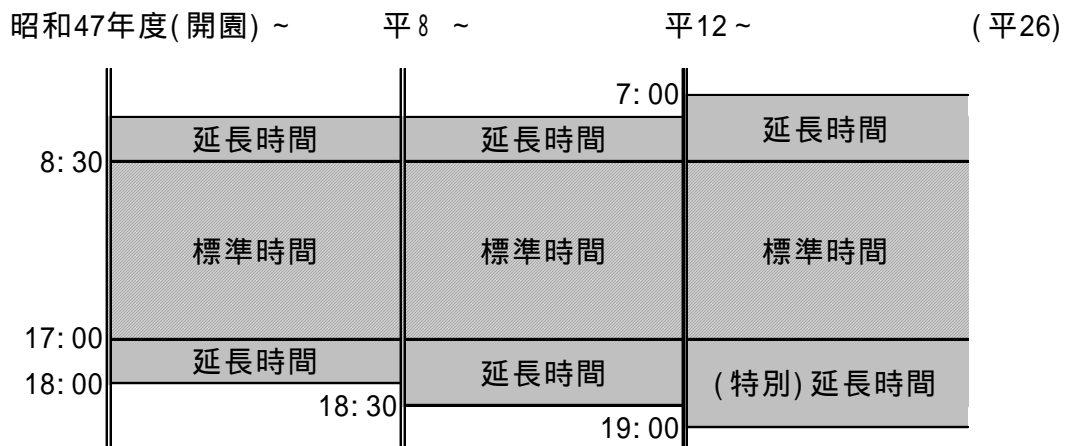 昭和47年度(開園) ~ 平8 ~ 平12~ (平26)
7:00
延長時間 延長時間 延長時間
8:30
標準時間 標準時間 標準時間
17:00
延長時間 延長時間 (特別)延長時間
18:00
18:30
19:00